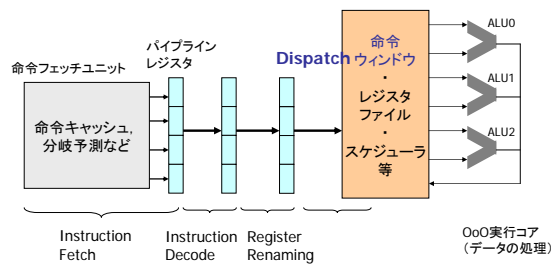 命令フェッチユニット
命令キャッシュ,
分岐予測など
パイプライン
レジスタ
Dispatch
命令
ウィンドウ
・
レジスタ
ファイル
・
スケジューラ
等
ALU0
ALU1
ALU2
Instruction
Fetch
Instruction
Decode
Register
Renaming
OoO実行コア
（データの処理）